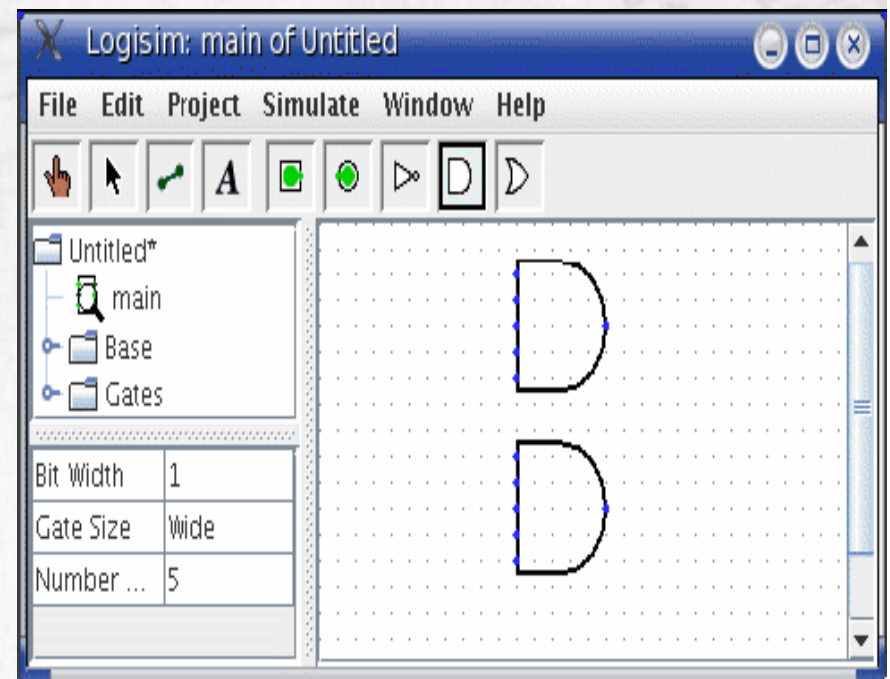 Logisim: main of Untitled
File Edit Project Simulate Window Help
A
Untitled*
main
Base
Gates
Bit Width 1
Gate Size Wide
Number ... 5